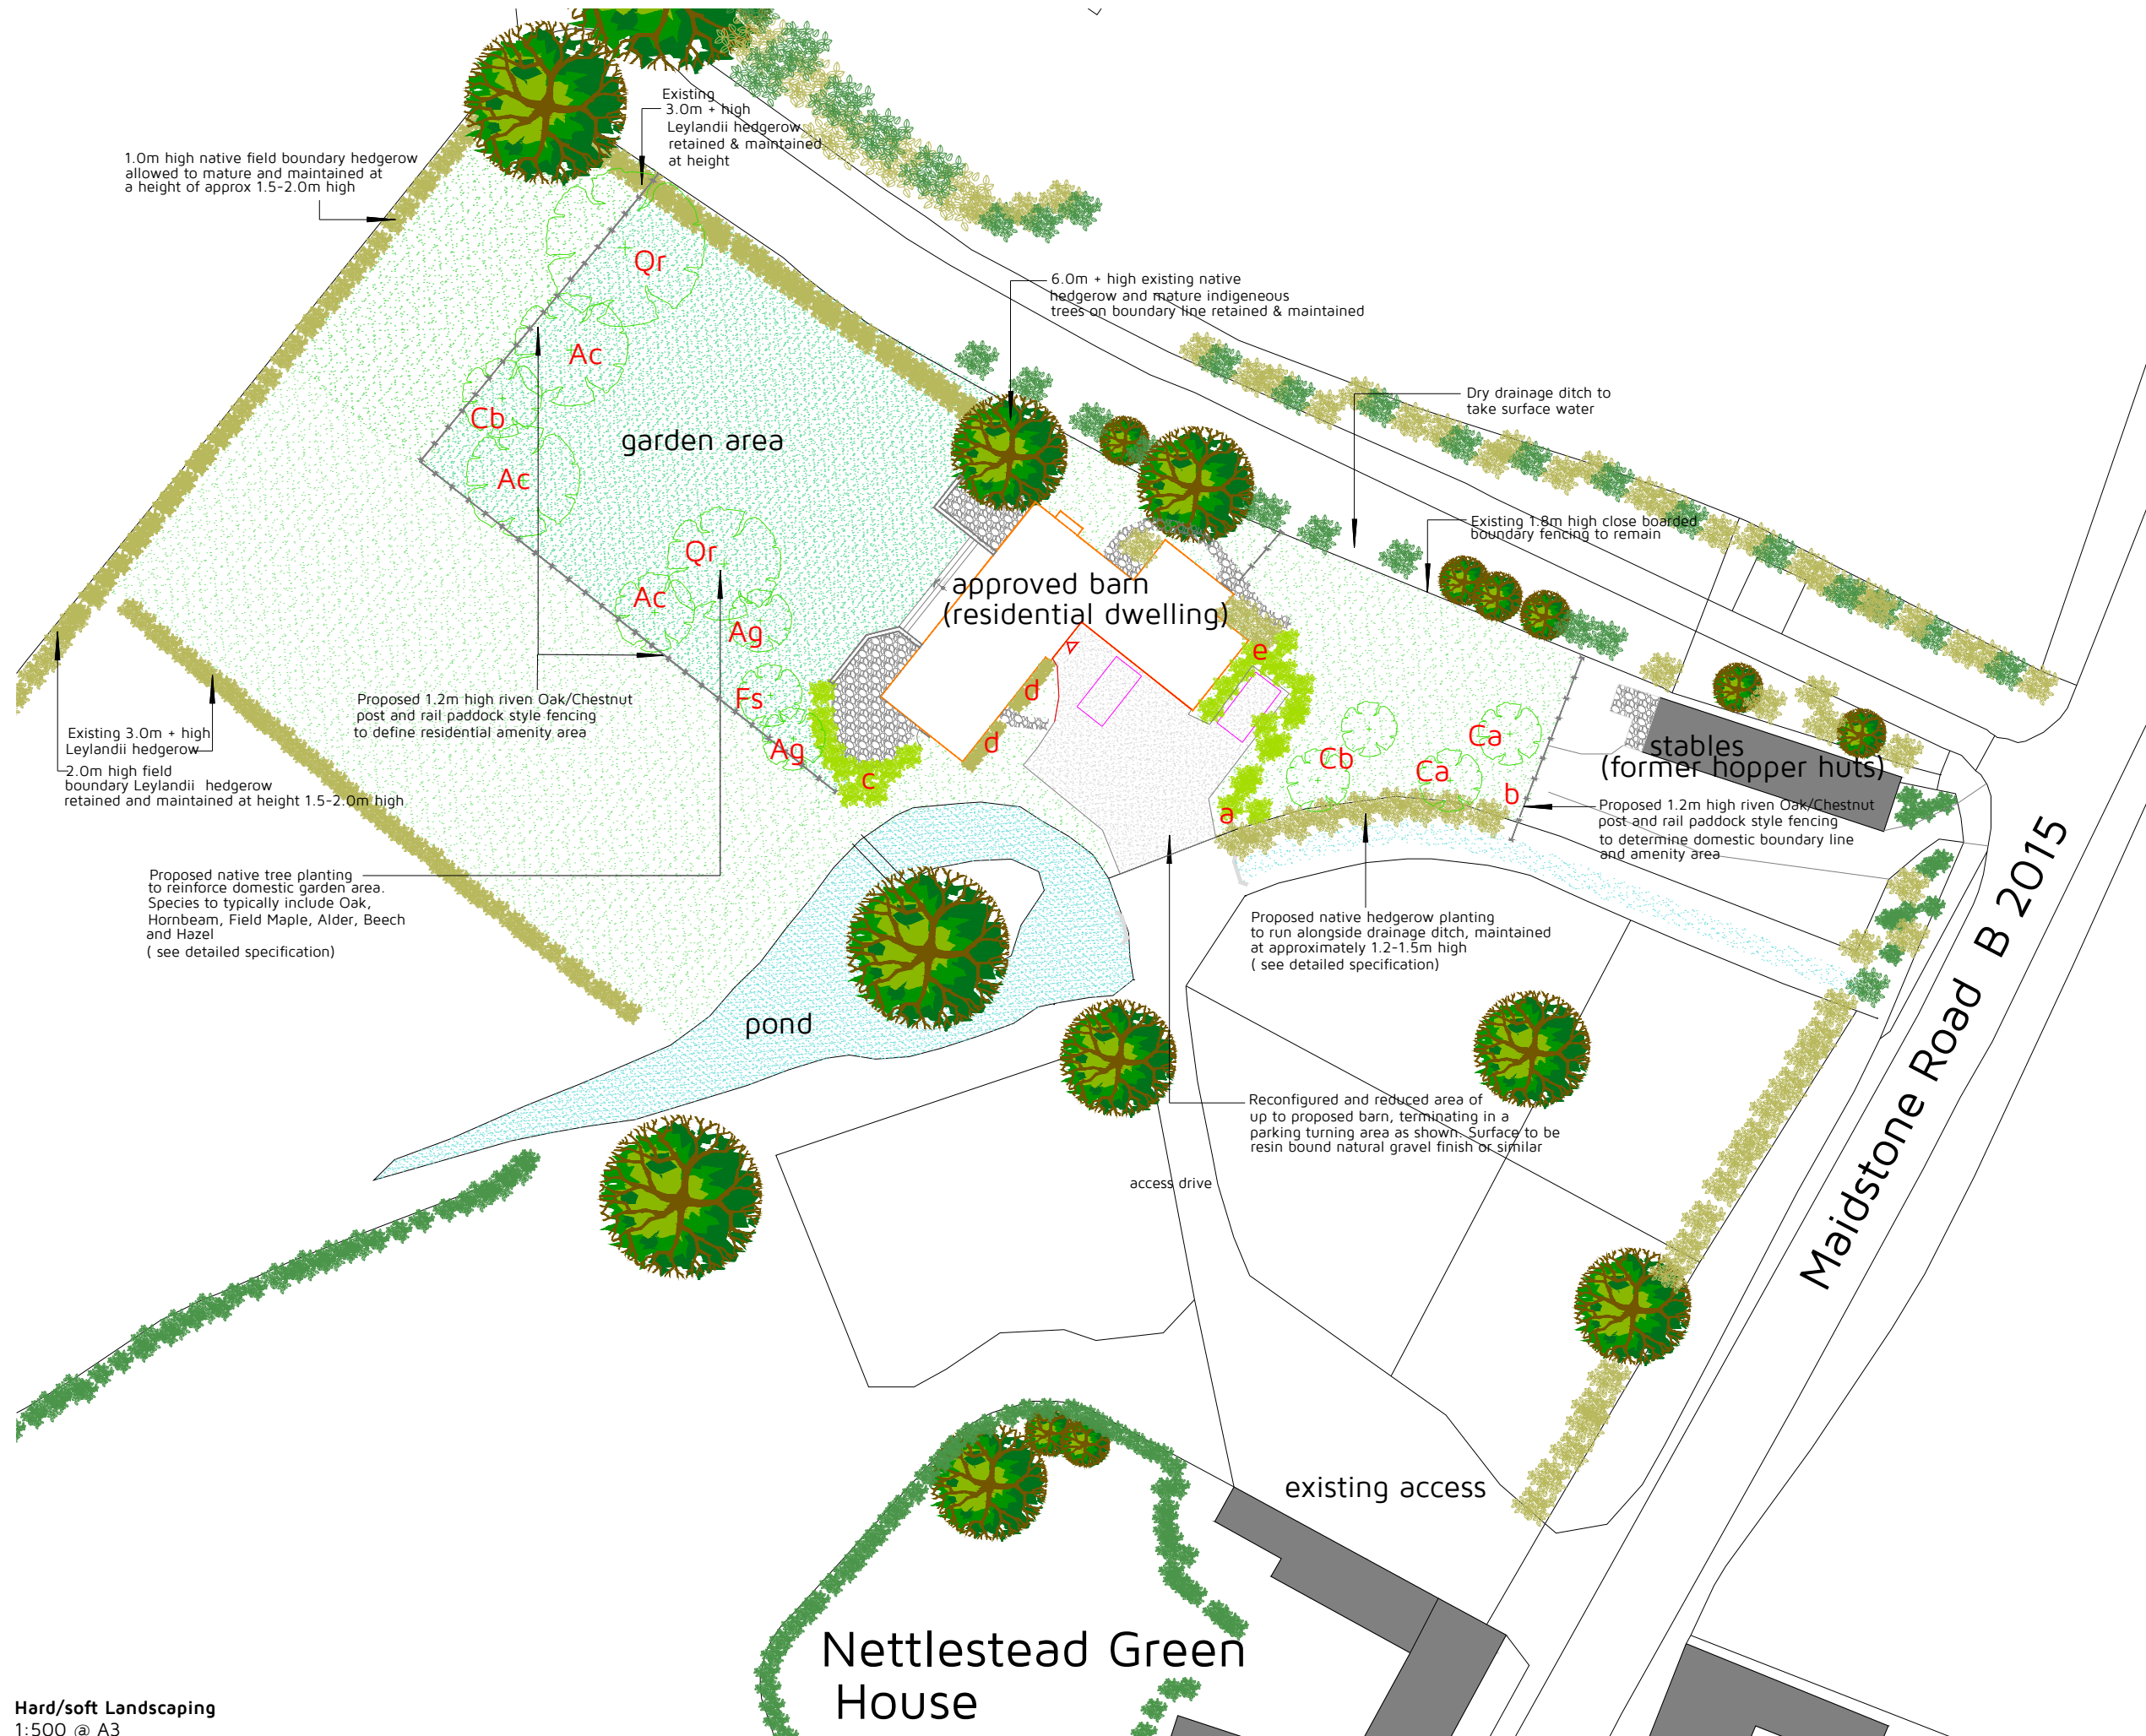 Existing
3.0m + high
Leylandii hedgerow
retained & maintained
at height
1.0m high native field boundary hedgerow
allowed to mature and maintained at
a height of approx 1.5-2.0m high
Qr
6.0m + high existing native
hedgerow and mature indigeneous
trees on boundary line retained & maintained
Ac
Cb
garden area
Ac
Dry drainage ditch to
take surface water
Existing 1.8m high close boarded
boundary fencing to remain
Qr
Ac
Ag
Fs
Ag
approved barn
(residential dwelling)
e
d
d
c
a
Cb
Ca
Ca
b
stables
(former hopper huts)
Proposed 1.2m high riven Oak/Chestnut
post and rail paddock style fencing
to define residential amenity area
Existing 3.0m + high
Leylandii hedgerow
2.0m high field
boundary Leylandii hedgerow
retained and maintained at height 1.5-2.0m high
Proposed 1.2m high riven Oak/Chestnut
post and rail paddock style fencing
to determine domestic boundary line
and amenity area
Proposed native tree planting
to reinforce domestic garden area.
Species to typically include Oak,
Hornbeam, Field Maple, Alder, Beech
and Hazel
( see detailed specification)
Proposed native hedgerow planting
to run alongside drainage ditch, maintained
at approximately 1.2-1.5m high
( see detailed specification)
pond
Maidstone Road B 2015
Reconfigured and reduced area of
up to proposed barn, terminating in a
parking turning area as shown. Surface to be
resin bound natural gravel finish or similar
access drive
existing access
Nettlestead Green
House
Hard/soft Landscaping
1:500 @ A3